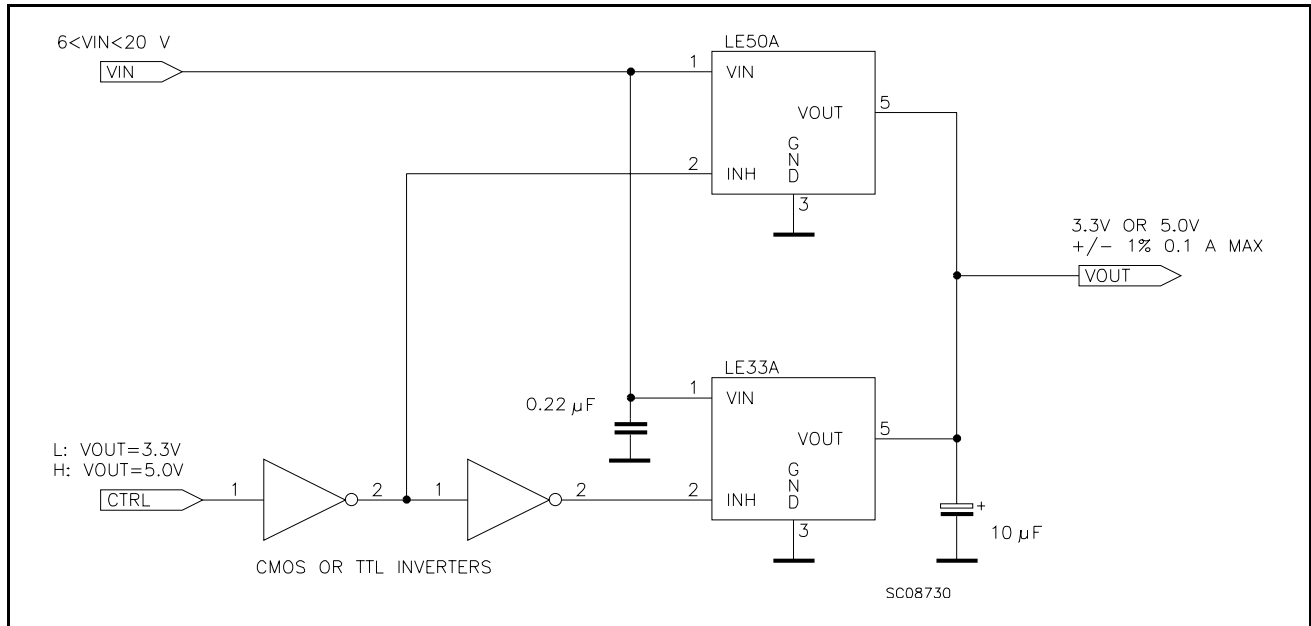 6<VIN<20 V
VIN
LE50A
1
VIN
VOUT
5
GND
2
INH
3
3.3V OR 5.0V
+/- 1% 0.1 A MAX
VOUT
LE33A
1
VIN
0.22 µF
VOUT
5
GND
2
INH
3
L: VOUT=3.3V
H: VOUT=5.0V
CTRL
1
2
1
2
+
10 µF
CMOS OR TTL INVERTERS
SC08730